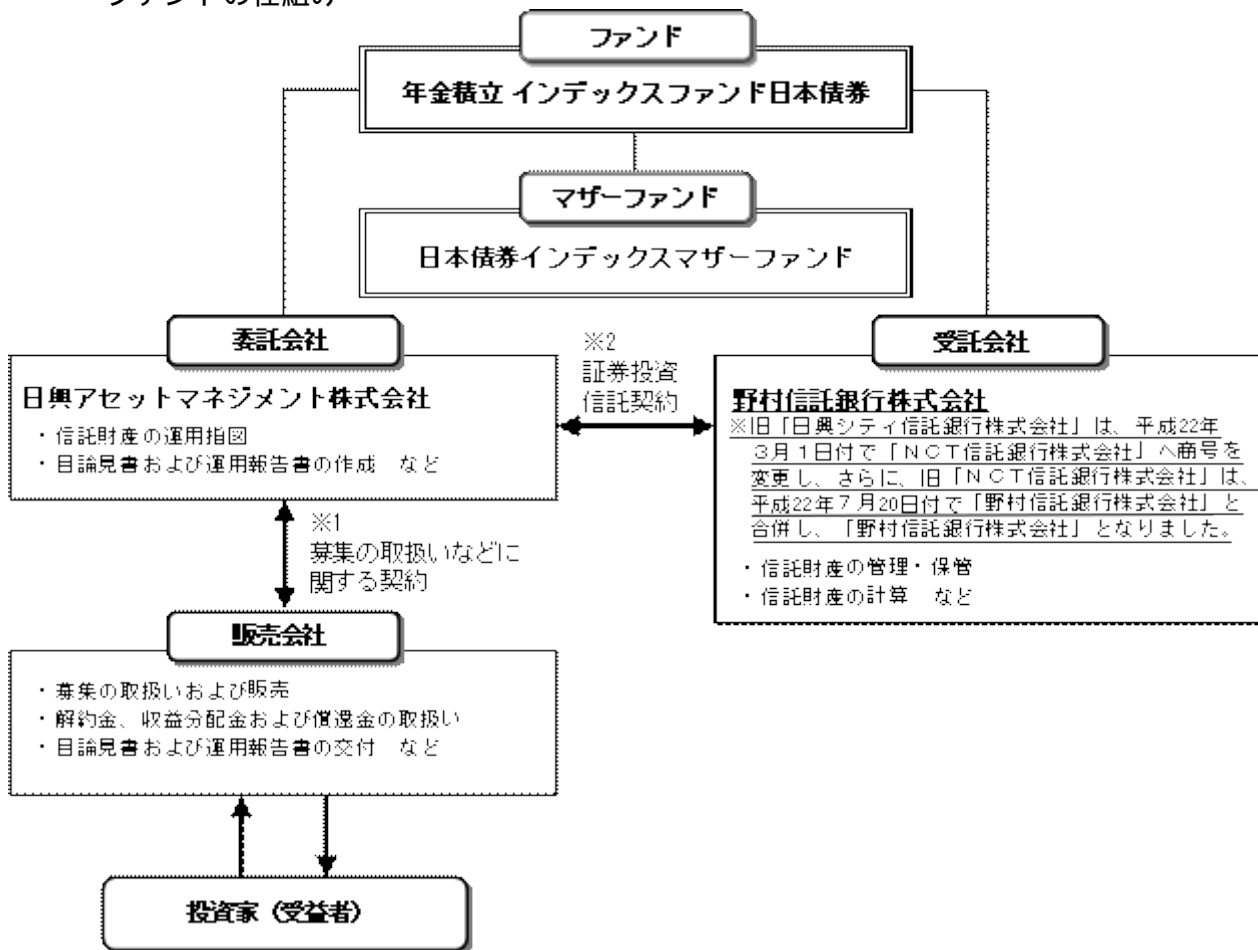 ファンドの仕組み
ファンド
年金積立 インデックスファンド日本債券
マザーファンド
日本債券インデックスマザーファンド
委託会社
日興アセットマネジメント株式会社
・信託財産の運用指図
・目論見書および運用報告書の作成 など
※2
証券投資
信託契約
受託会社
野村信託銀行株式会社
※旧「日興シティ信託銀行株式会社」は、平成22年
3月1日付で「NCT信託銀行株式会社」へ商号を
変更し、さらに、旧「NCT信託銀行株式会社」は、
平成22年7月20日付で「野村信託銀行株式会社」と
合併し、「野村信託銀行株式会社」となりました。
・信託財産の管理・保管
・信託財産の計算 など
※1
募集の取扱いなどに
関する契約
販売会社
・募集の取扱いおよび販売
・解約金、収益分配金および償還金の取扱い
・目論見書および運用報告書の交付 など
投資家（受益者）